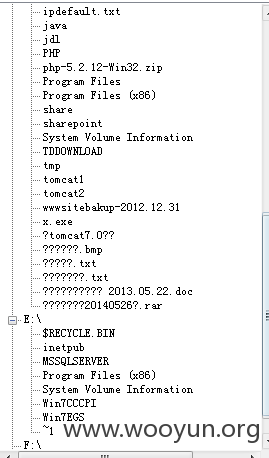 ipdefault.txt
java
jdl
PHP
php-5.2.12-Win32.zip
Program Files
Program Files (x86)
share
sharepoint
System Volume Information
TDDOWNLOAD
tmp
tomcat1
tomcat2
wwwsitebakup-2012.12.31
x.exe
?tomcat7.0??
??????.bmp
?????.txt
???????.txt
?????????? 2013.05.22.doc
???????20140526?.rar
E:\
$RECYCLE.BIN
inetpub
MSSQLSERVER
Program Files (x86)
System Volume Information
Win7CCCPI
Win7EGS
~1
www.wooyun.org
F:\